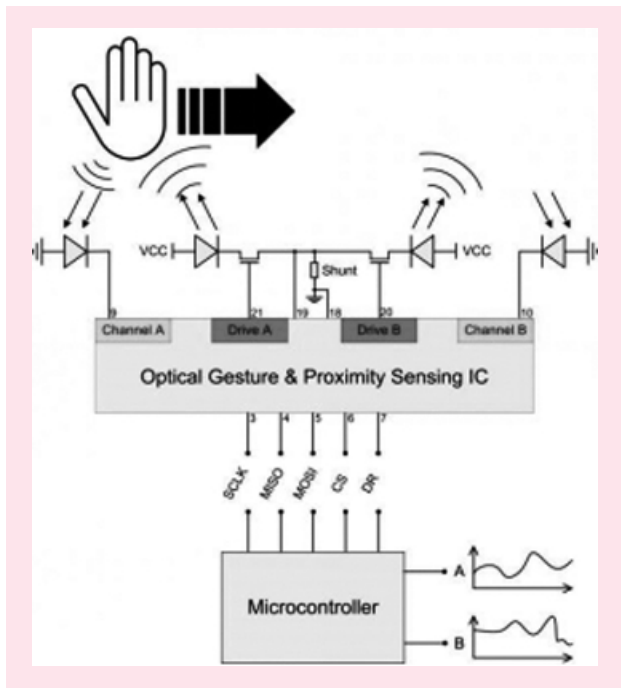 VCC
Shunt
VCC
9
21
19
18
20
10
Channel A
Drive A
Drive B
Channel B
Optical Gesture & Proximity Sensing IC
3
4
5
6
7
SCLK
MISO
MOSI
CS
DR
Microcontroller
A
B